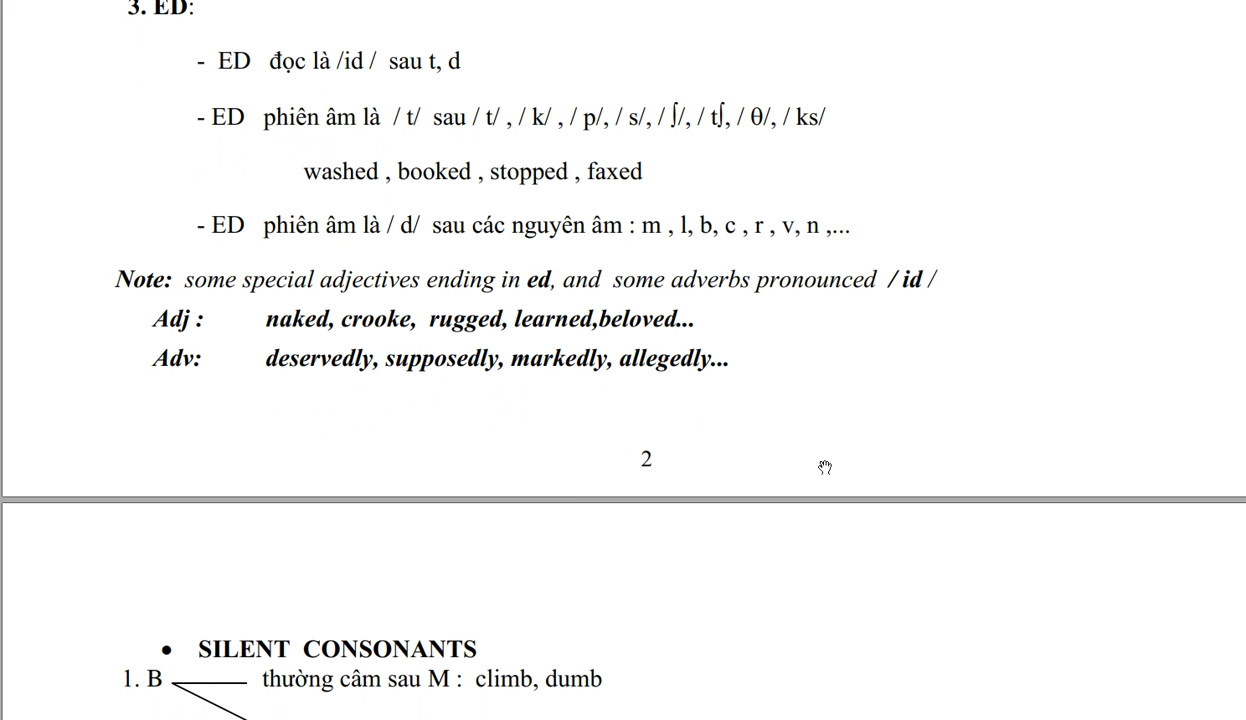 3. ED:
- ED đọc là /id / sau t, d
- ED phiên âm là / t/ sau / t/ , / k/ , / p/, / s/, / ʃ/, / tʃ, / θ/, / ks/
washed , booked , stopped , faxed
- ED phiên âm là / d/ sau các nguyên âm : m , l, b, c , r , v, n ,...
Note: some special adjectives ending in ed, and some adverbs pronounced / id /
Adj : naked, crooke, rugged, learned,beloved...
Adv: deservedly, supposedly, markedly, allegedly...
2
• SILENT CONSONANTS
1. B thường câm sau M : climb, dumb